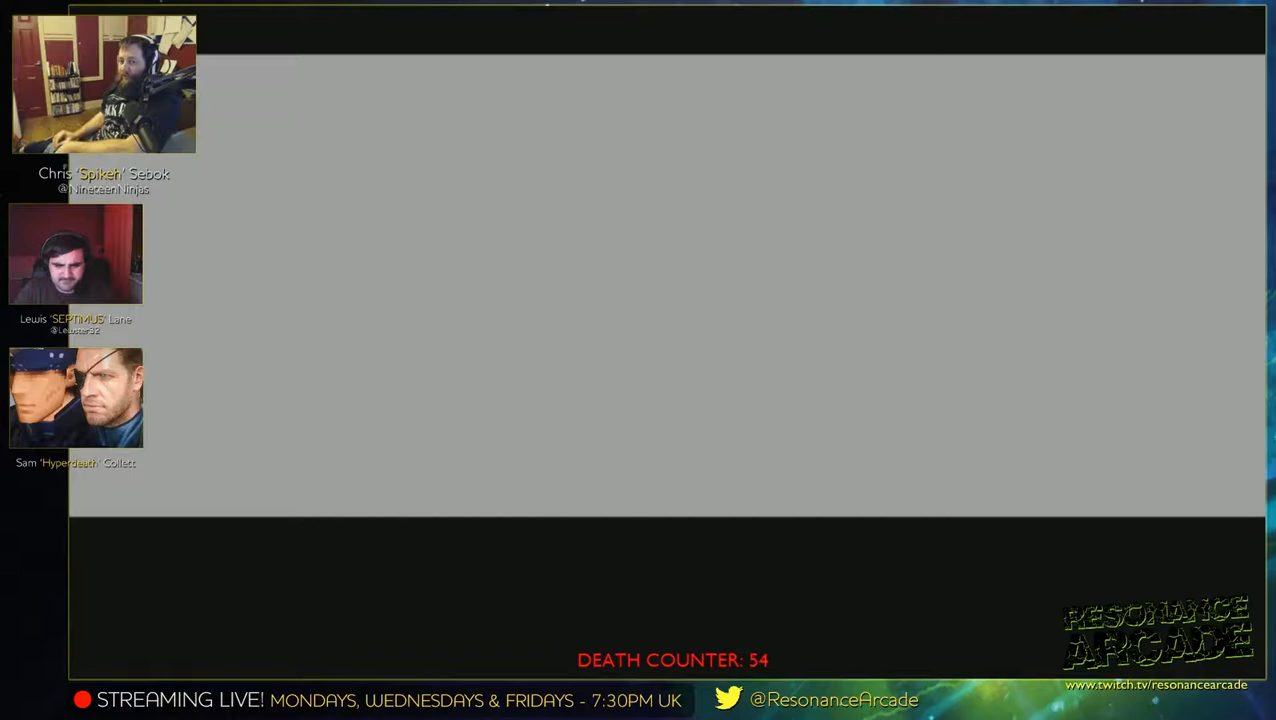 Chris 'Spikeh' Sebok
@NineteenNinjas
Lewis 'SEPTIMUS' Lane
@Lewster32
Sam 'Hyperdeath' Collett
RESONANCE
ARCADE
DEATH COUNTER: 54
www.twitch.tv/resonancearcade
STREAMING LIVE! MONDAYS, WEDNESDAYS & FRIDAYS - 7:30PM UK
@ResonanceArcade